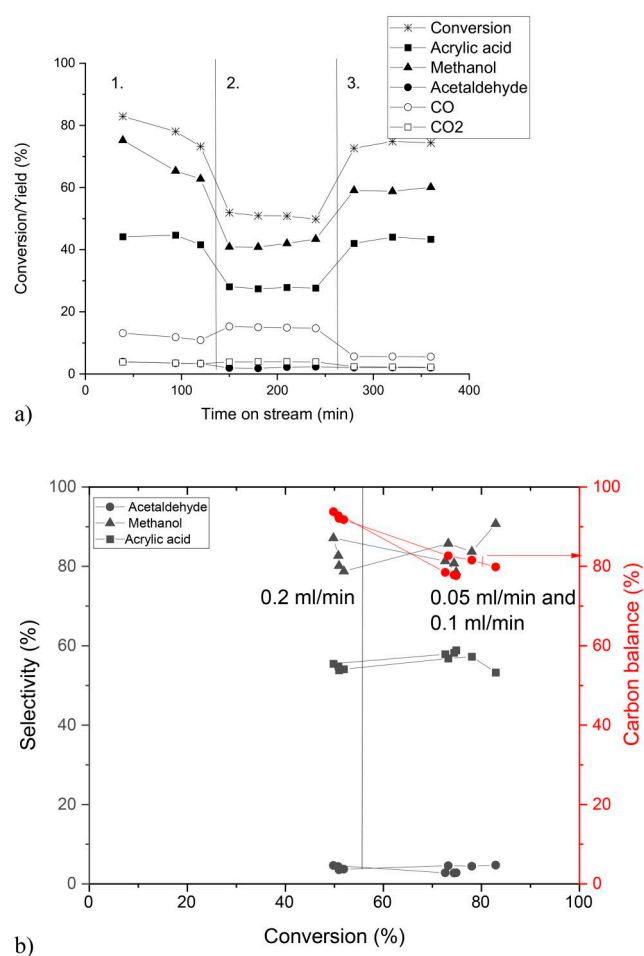 Conversion
Acrylic acid
Methanol
Acetaldehyde
CO
CO2
1.
2.
3.
100
80
60
40
20
0
Conversion/Yield (%)
0
100
200
300
400
Time on stream (min)
a)
Acetaldehyde
Methanol
Acrylic acid
0.2 ml/min
0.05 ml/min and
0.1 ml/min
100
80
60
40
20
0
Selectivity (%)
100
80
60
40
20
0
Carbon balance (%)
0
20
40
60
80
100
Conversion (%)
b)